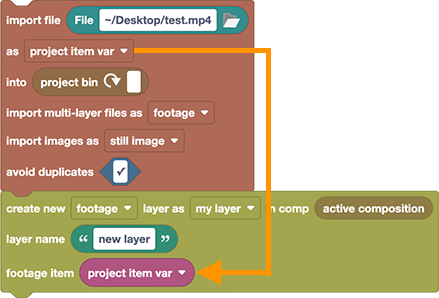 import file File ~/Desktop/test.mp4
as project item var
into project bin
import multi-layer files as footage
import images as still image
avoid duplicates ✓
create new footage layer as my layer n comp active composition
layer name “ new layer ”
footage item project item var